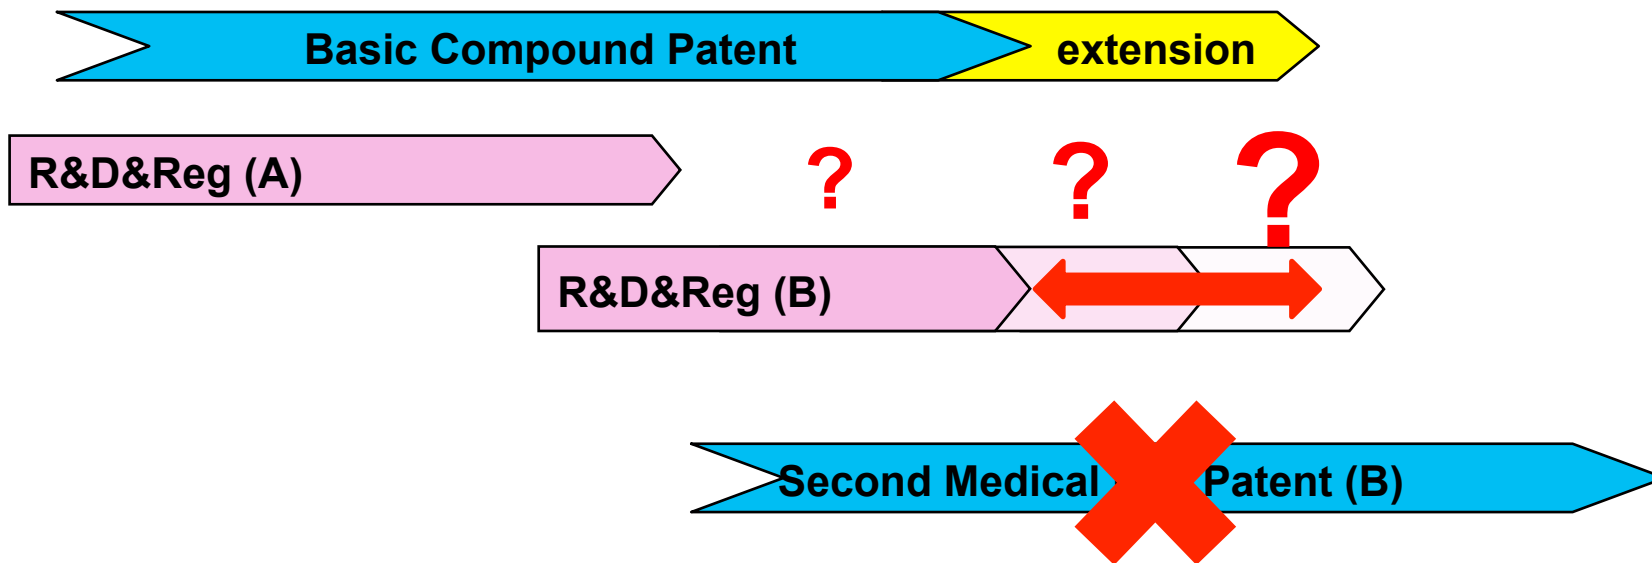 Basic Compound Patent
extension
R&D&Reg (A)
? ? ?
R&D&Reg (B)
Second Medical Patent (B)